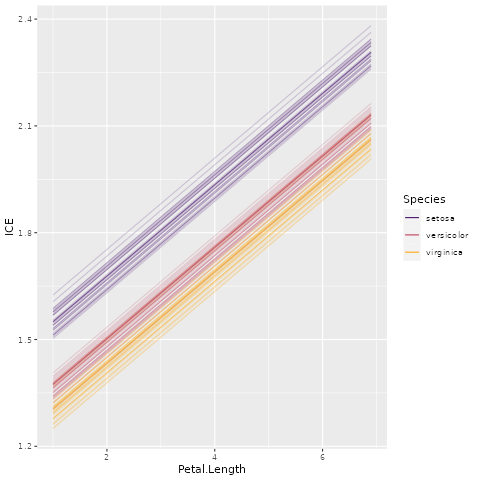 2.4
2.1
1.8
1.5
1.2
ICE
2
4
6
Petal.Length
Species
setosa
versicolor
virginica